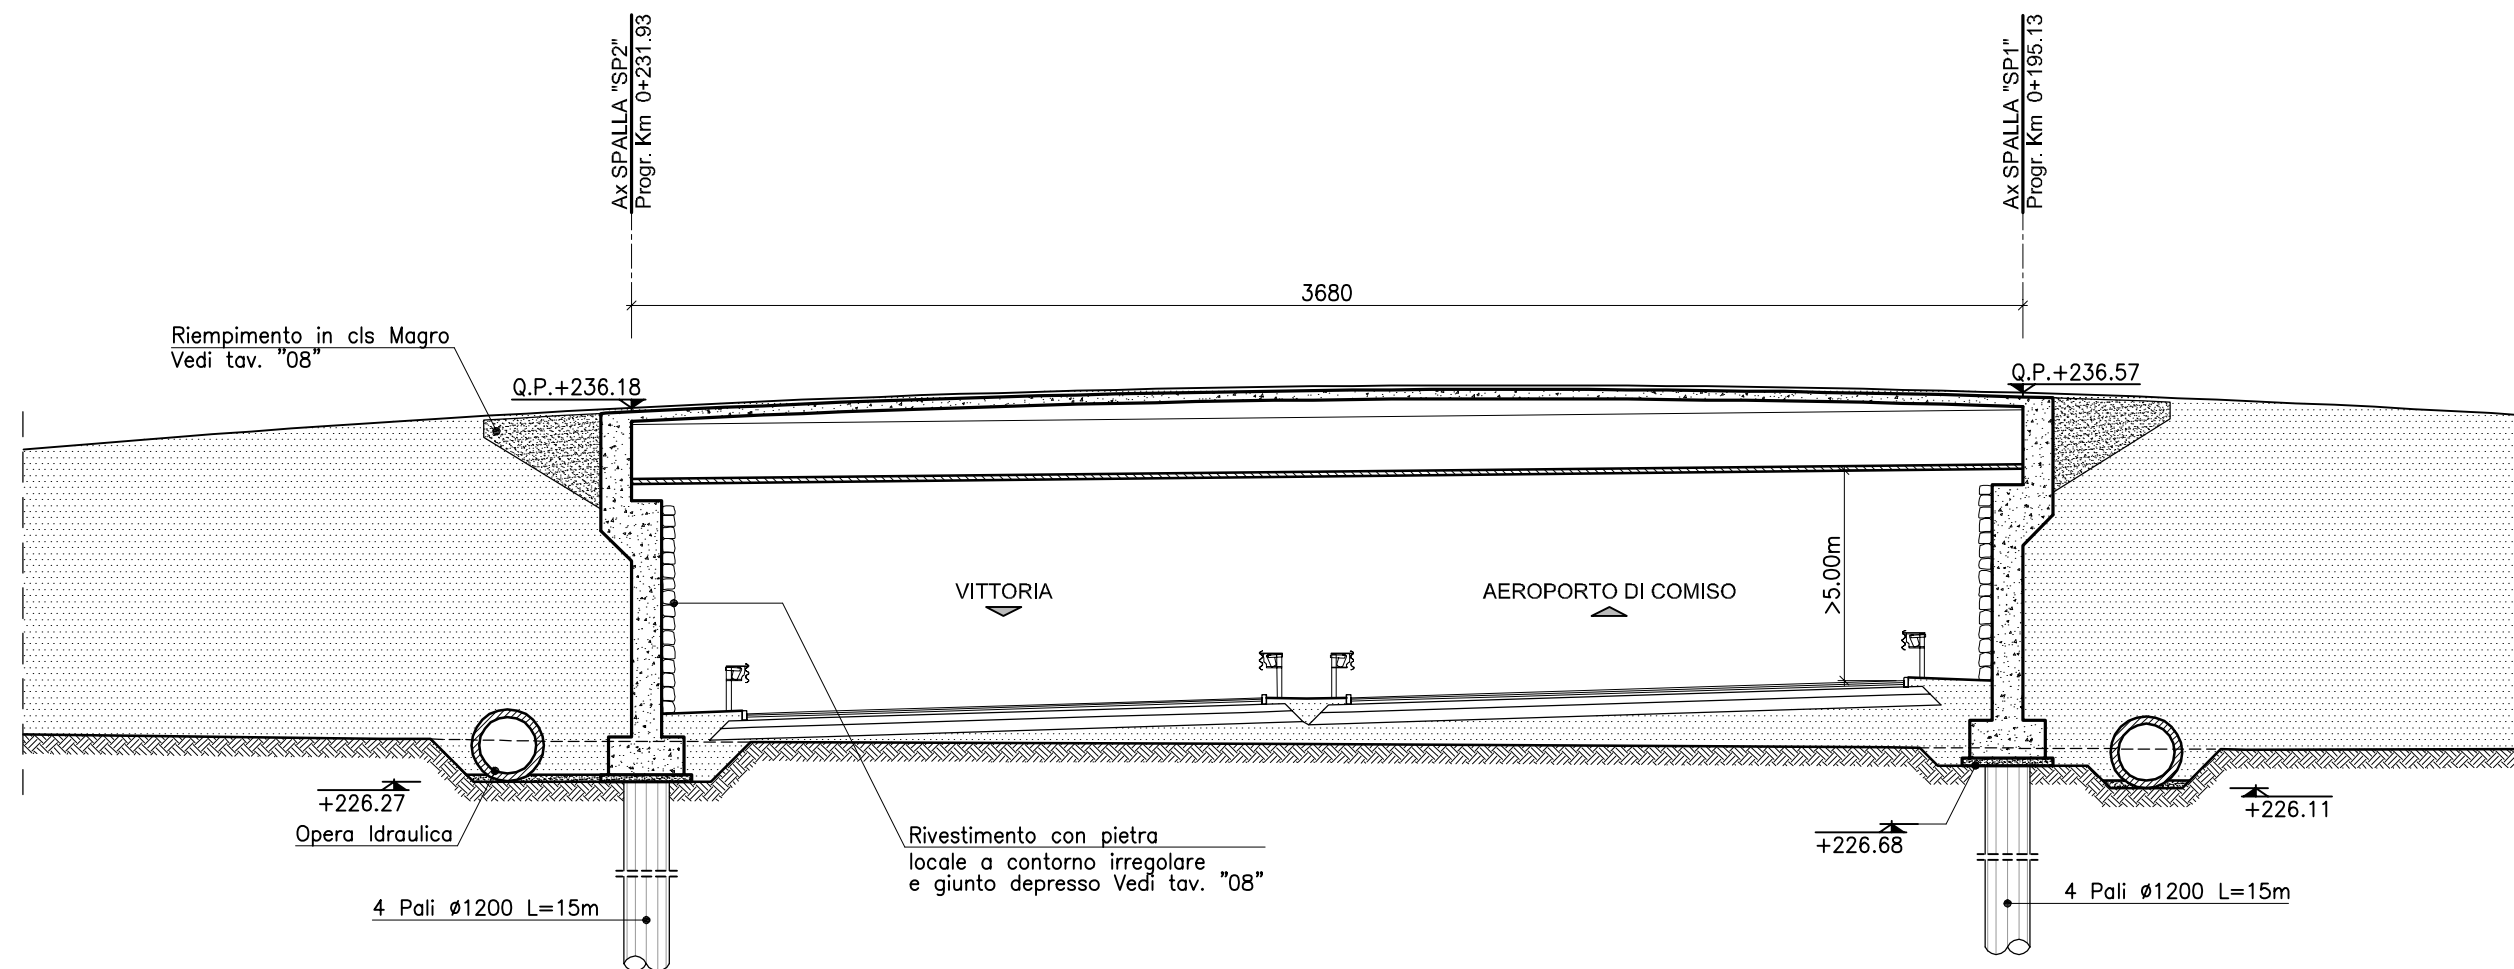 Ax SPALLA "SP2"
Progr. Km 0+231.93
Ax SPALLA "SP1"
Progr. Km 0+195.13
3680
Riempimento in cls Magro
Vedi tav. "08"
Q.P.+236.18
Q.P.+236.57
VITTORIA
AEROPORTO DI COMISO
>5.00m
+226.27
Opera Idraulica
Rivestimento con pietra
locale a contorno irregolare
e giunto depresso Vedi tav. "08"
+226.68
+226.11
4 Pali ø1200 L=15m
4 Pali ø1200 L=15m